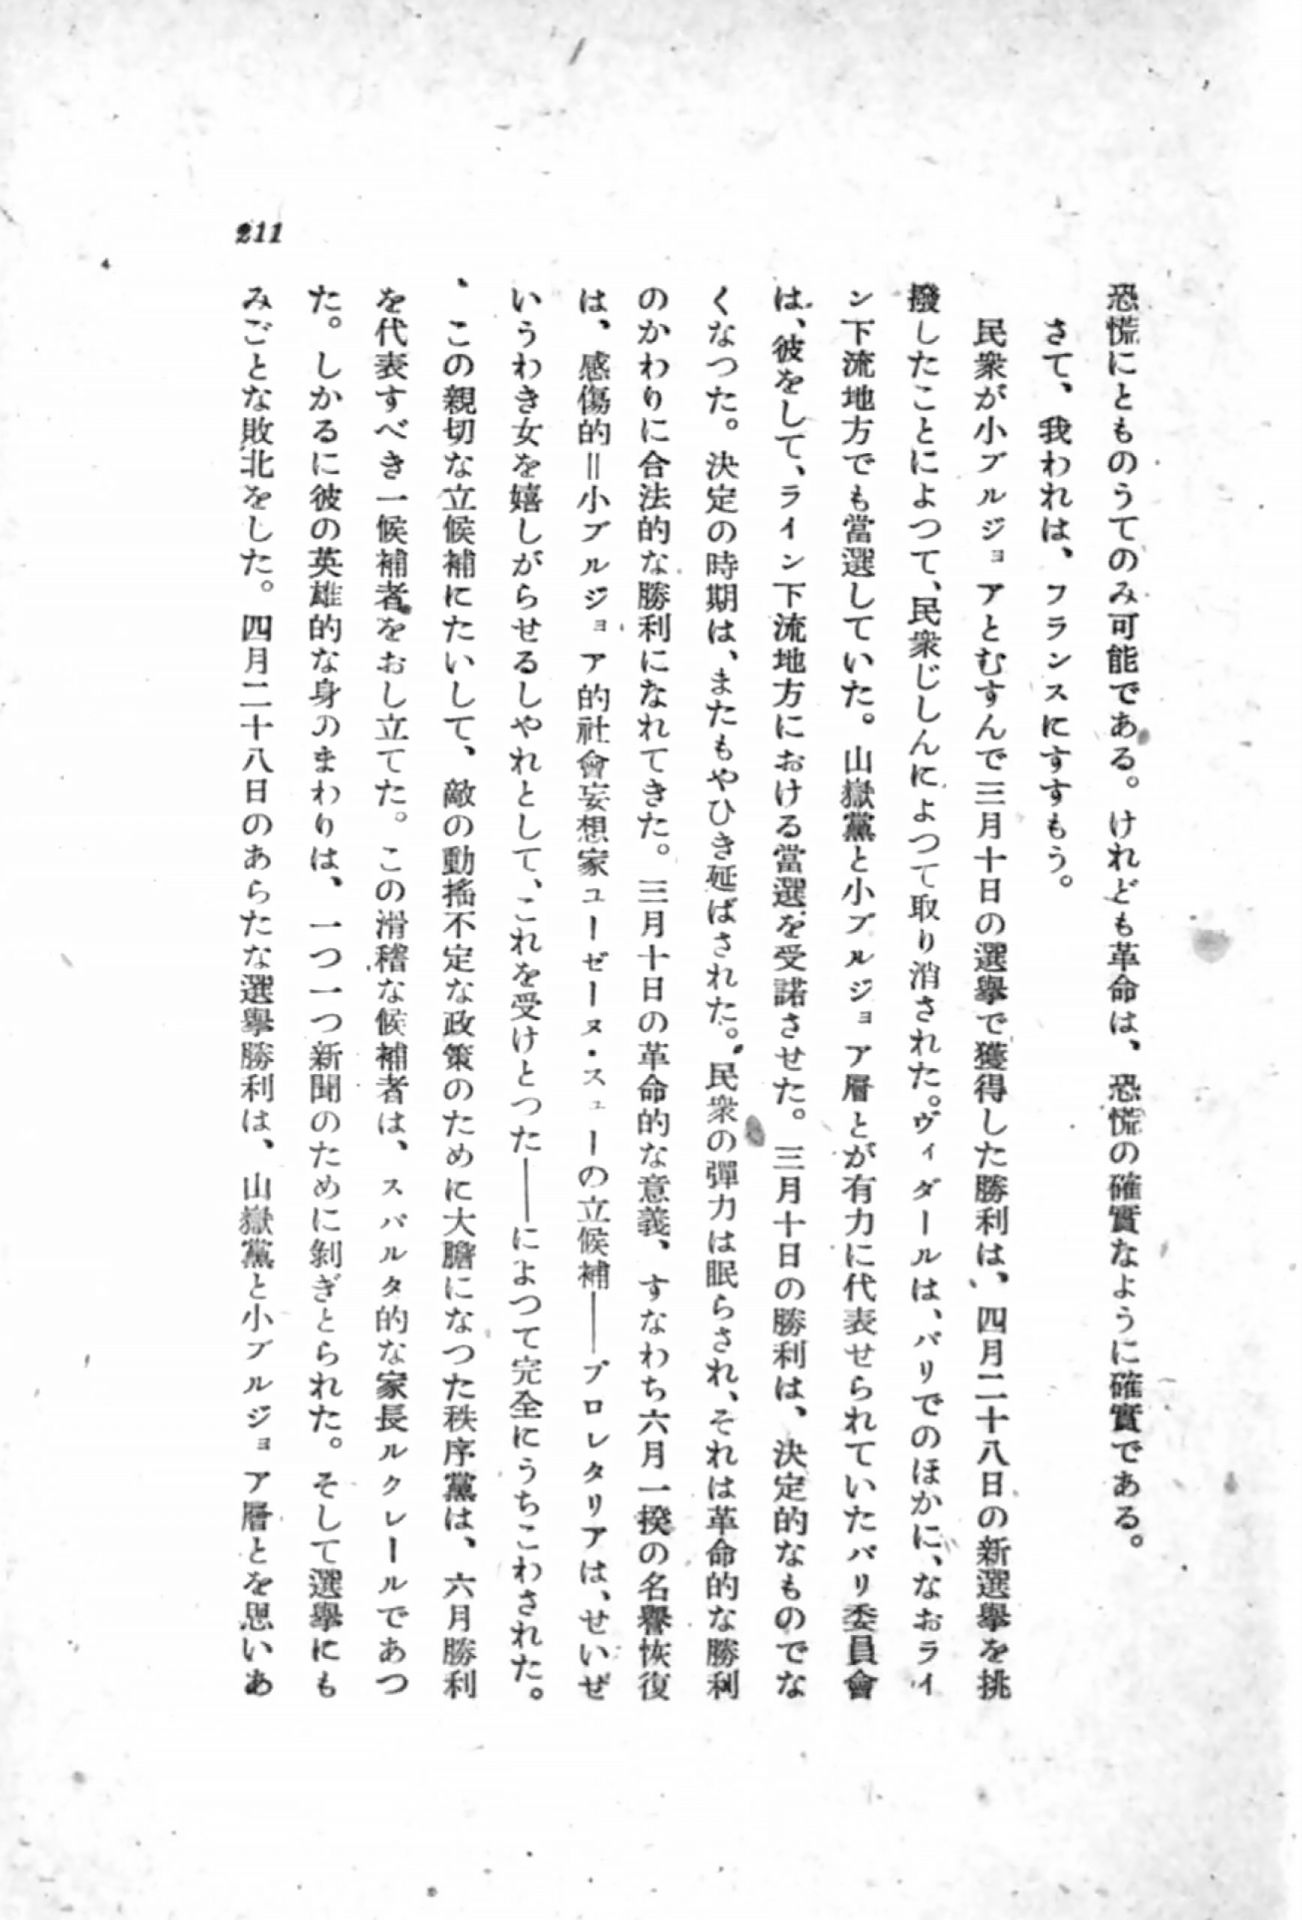 恐慌にとものうてのみ可能である。けれども革命は、恐慌の確實なように確實である。
さて、我われは、フランスにすすもう。
民衆が小ブルジョアとむすんで三月十日の選擧で獲得した勝利は、四月二十八日の新選擧を挑
撥したことによつて、民衆じしんによつて取り消された。ヴィダールは、パリでのほかに、なおライ
ン下流地方でも當選していた。山嶽黨と小ブルジョア層とが有力に代表せられていたパリ委員會
は、彼をして、ライン下流地方における當選を受諾させた。三月十日の勝利は、決定的なものでな
くなつた。決定の時期は、またもやひき延ばされた。民衆の彈力は眠らされ、それは革命的な勝利
のかわりに合法的な勝利になれてきた。三月十日の革命的な意義、すなわち六月一揆の名譽恢復
は、感傷的＝小ブルジョア的社會妄想家ユーゼーヌ・スューの立候補――プロレタリアは、せいぜ
いうわき女を嬉しがらせるしやれとして、これを受けとつた――によつて完全にうちこわされた。
、この親切な立候補にたいして、敵の動搖不定な政策のために大膽になつた秩序黨は、六月勝利
を代表すべき一候補者をおし立てた。この滑稽な候補者は、スパルタ的な家長ルクレールであつ
た。しかるに彼の英雄的な身のまわりは、一つ一つ新聞のために剝ぎとられた。そして選擧にも
みごとな敗北をした。四月二十八日のあらたな選擧勝利は、山嶽黨と小ブルジョア層とを思いあ
211